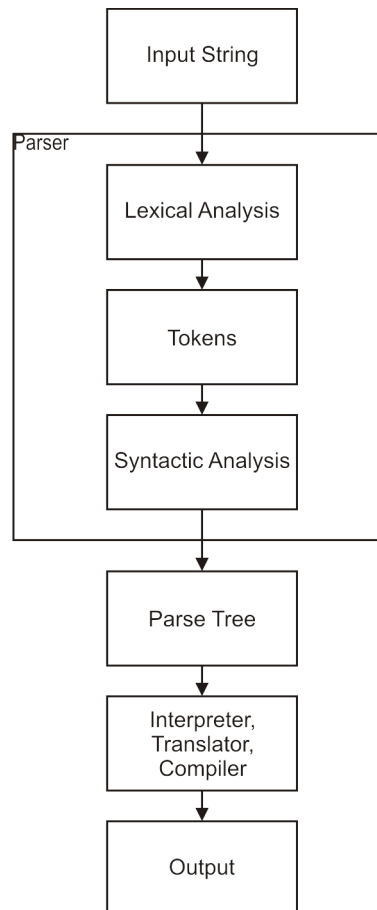 Input String
Parser
Lexical Analysis
Tokens
Syntactic Analysis
Parse Tree
Interpreter,
Translator,
Compiler
Output